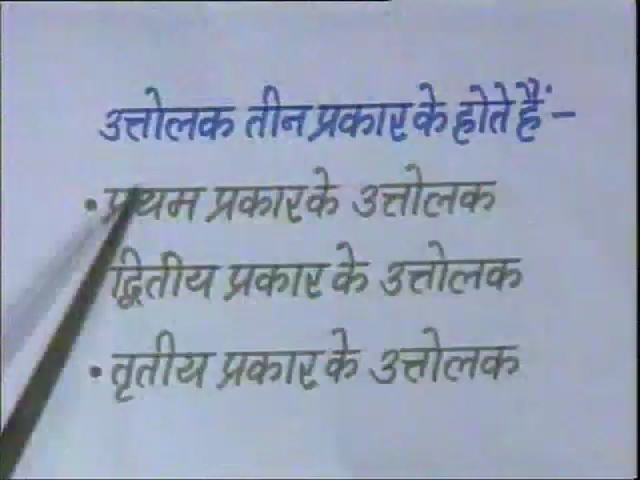 उत्तोलक तीन प्रकार के होते हैं –
• प्रथम प्रकार के उत्तोलक
द्वितीय प्रकार के उत्तोलक
• तृतीय प्रकार के उत्तोलक